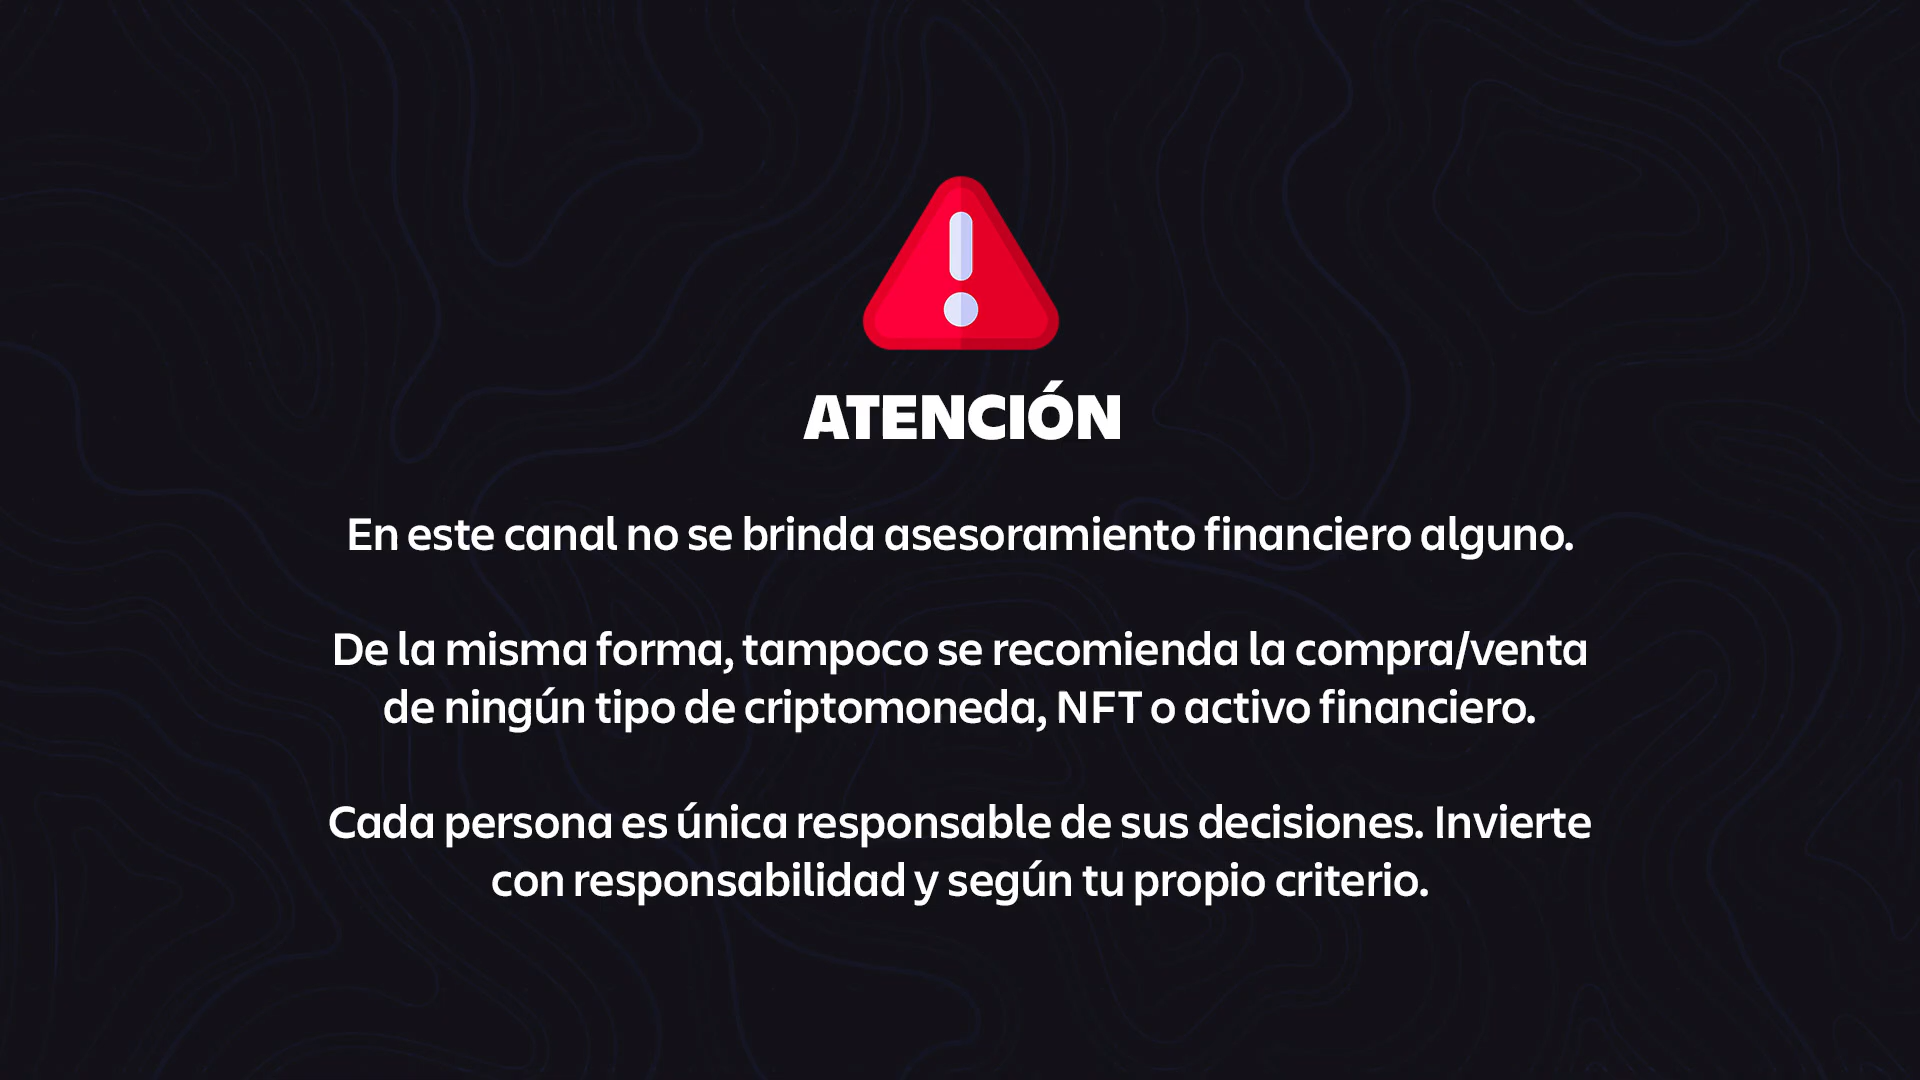 ATENCIÓN
En este canal no se brinda asesoramiento financiero alguno.
De la misma forma, tampoco se recomienda la compra/venta
de ningún tipo de criptomoneda, NFT o activo financiero.
Cada persona es única responsable de sus decisiones. Invierte
con responsabilidad y según tu propio criterio.